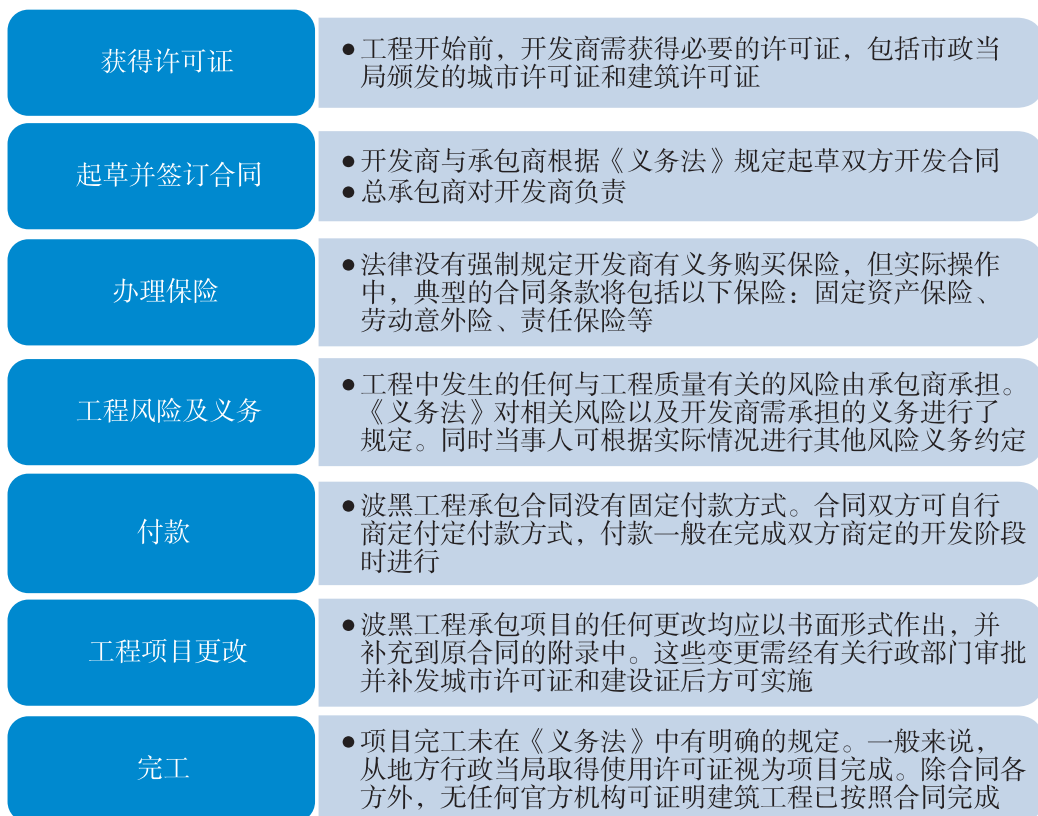 获得许可证
●工程开始前，开发商需获得必要的许可证，包括市政当
局颁发的城市许可证和建筑许可证
起草并签订合同
●开发商与承包商根据《义务法》规定起草双方开发合同
●总承包商对开发商负责
办理保险
●法律没有强制规定开发商有义务购买保险，但实际操作
中，典型的合同条款将包括以下保险：固定资产保险、
劳动意外险、责任保险等
工程风险及义务
●工程中发生的任何与工程质量有关的风险由承包商承担。
《义务法》对相关风险以及开发商需承担的义务进行了
规定。同时当事人可根据实际情况进行其他风险义务约定
付款
●波黑工程承包合同没有固定付款方式。合同双方可自行
商定付定付款方式，付款一般在完成双方商定的开发阶段
时进行
工程项目更改
●波黑工程承包项目的任何更改均应以书面形式作出，并
补充到原合同的附录中。这些变更需经有关行政部门审批
并补发城市许可证和建设证后方可实施
完工
●项目完工未在《义务法》中有明确的规定。一般来说，
从地方行政当局取得使用许可证视为项目完成。除合同各
方外，无任何官方机构可证明建筑工程已按照合同完成